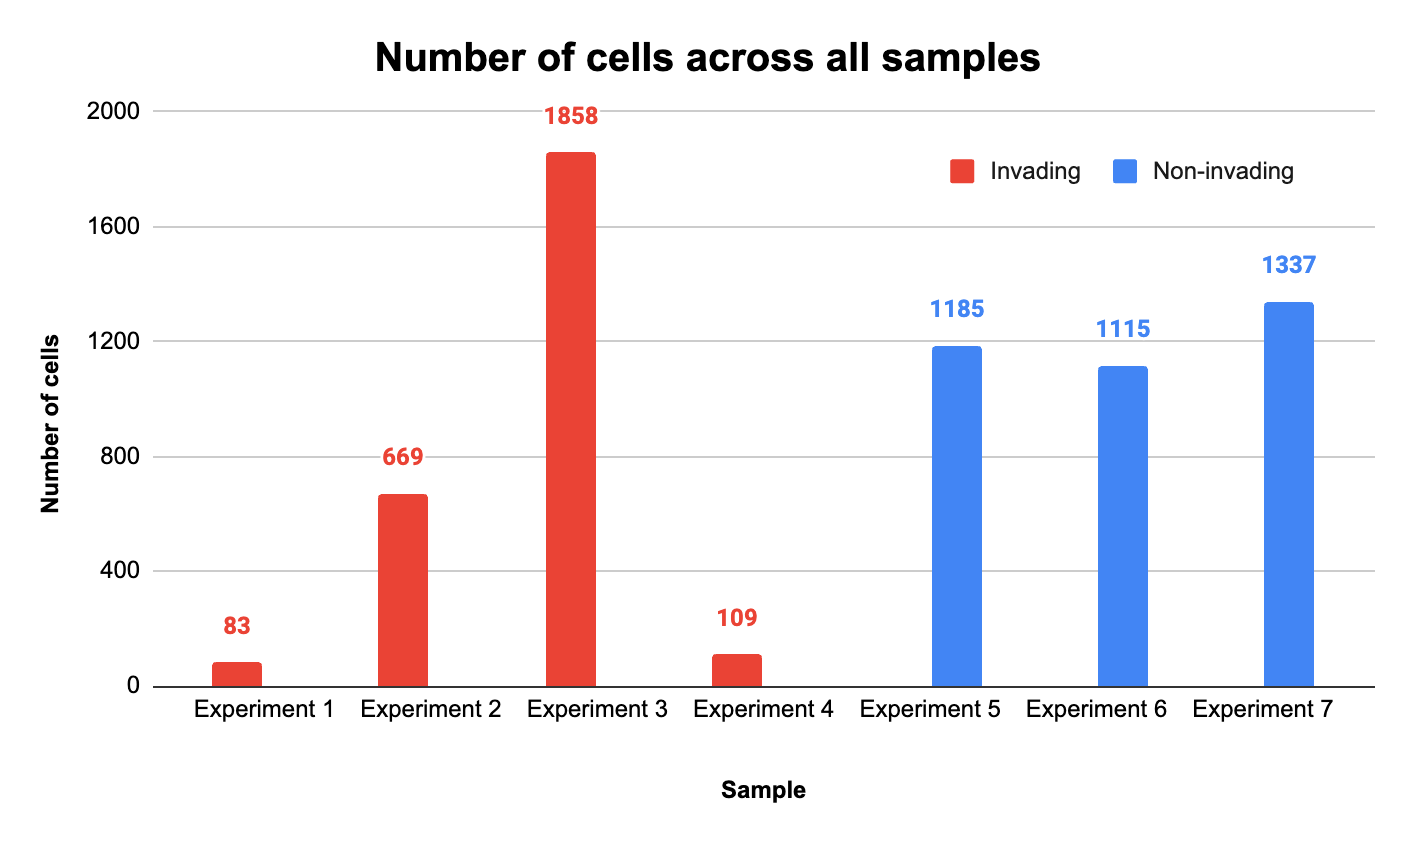 Number of cells across all samples
2000
1858
Invading
Non-invading
1600
1337
1185
1115
1200
Number of cells
800
669
400
83
109
0
Experiment 1
Experiment 2
Experiment 3
Experiment 4
Experiment 5
Experiment 6
Experiment 7
Sample